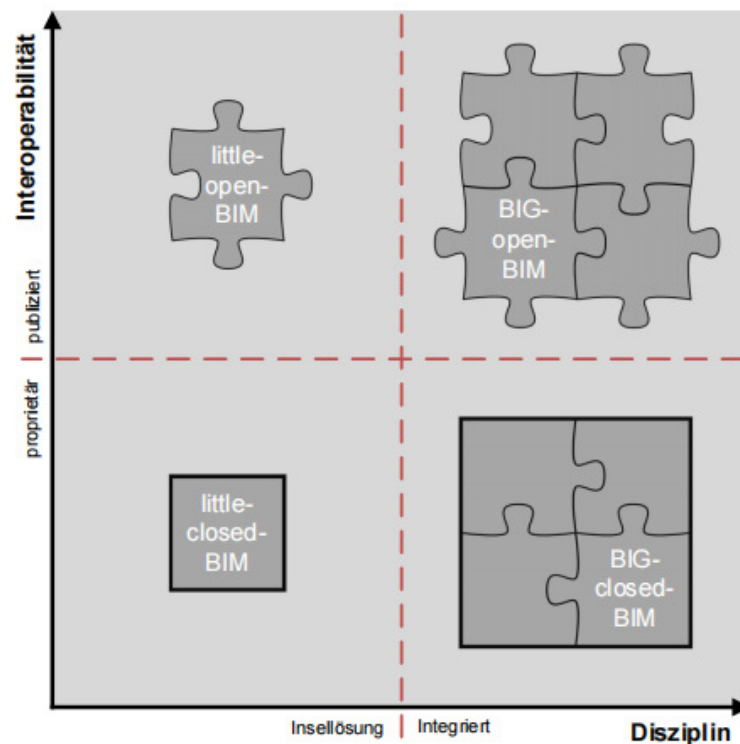 Interoperabilität
publiziert
proprietär
little-
open-
BIM
BIG-
open-
BIM
little-
closed-
BIM
BIG-
closed-
BIM
Insellösung
Integriert
Disziplin